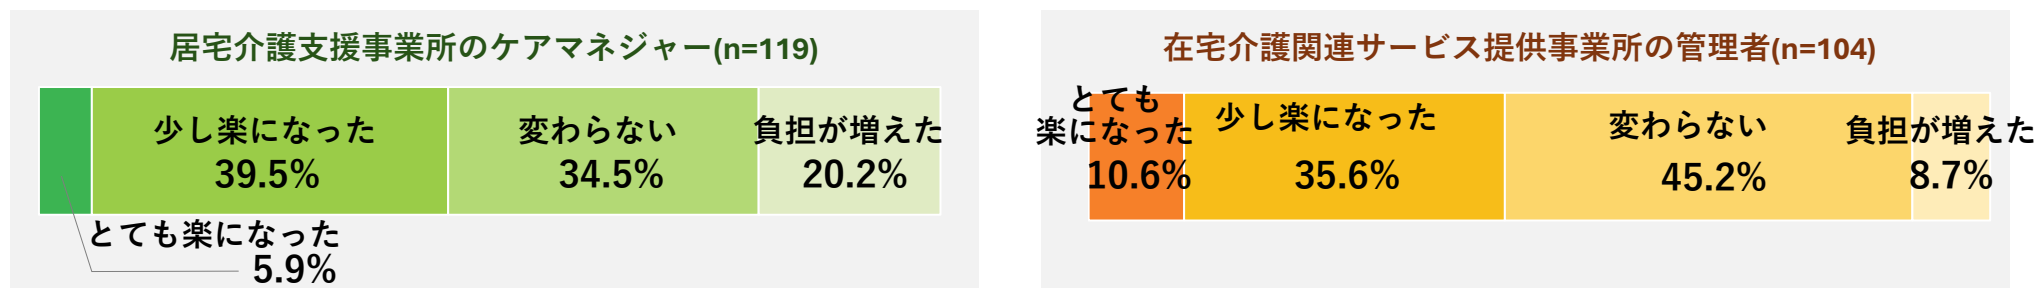 居宅介護支援事業所のケアマネジャー(n=119)
少し楽になった
39.5%
変わらない
34.5%
負担が増えた
20.2%
とても楽になった
5.9%
在宅介護関連サービス提供事業所の管理者(n=104)
とても
楽になった
10.6%
少し楽になった
35.6%
変わらない
45.2%
負担が増えた
8.7%